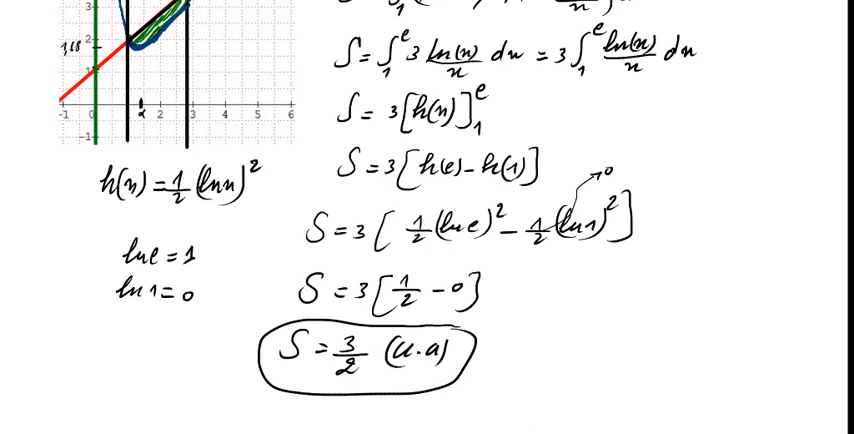 S = ∫₁ᵉ 3 ln(x)/x dx = 3 ∫₁ᵉ ln(x)/x dx
S = 3 [h(x)]₁ᵉ
S = 3 [h(e) - h(1)]
S = 3 [ 1/2 (ln e)² - 1/2 (ln 1)² ] → 0
S = 3 [ 1/2 - 0 ]
S = 3/2 (u.a)
3
2
1
-1
-1 0 1 2 3 4 5 6
α
h(x) = 1/2 (ln x)²
ln e = 1
ln 1 = 0